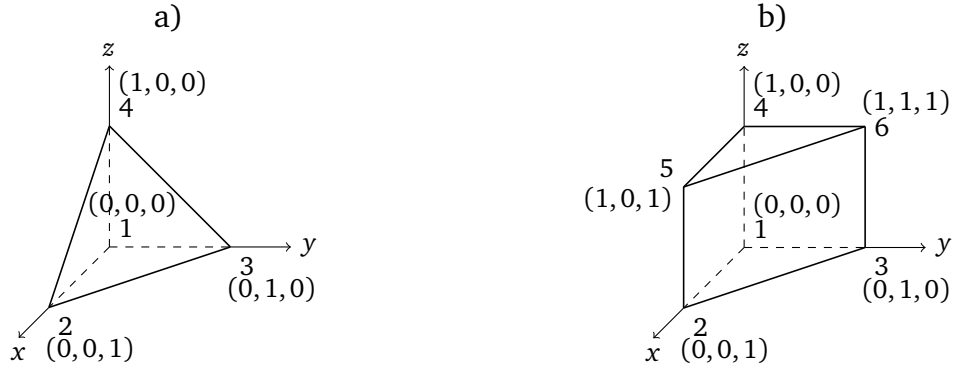 a)
z
(1, 0, 0)
4
(0, 0, 0)
1
y
3
(0, 1, 0)
2
x
(0, 0, 1)
b)
z
(1, 0, 0)
4
(1, 1, 1)
6
5
(1, 0, 1)
(0, 0, 0)
1
y
3
(0, 1, 0)
2
x
(0, 0, 1)